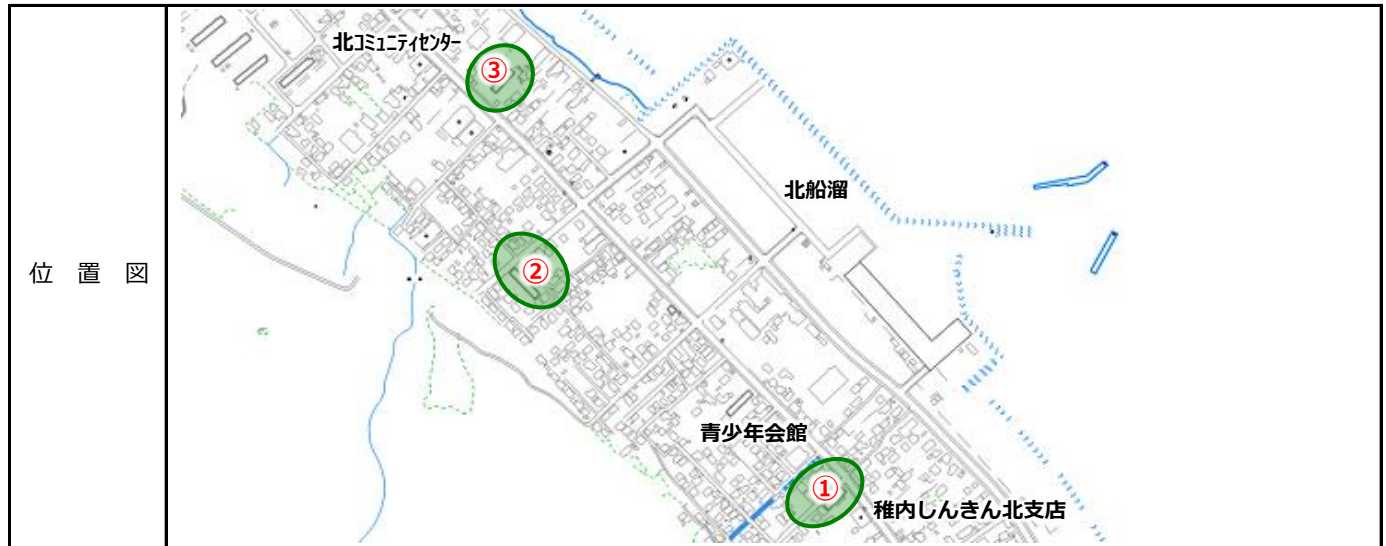 位 置 図
北コミュニティセンター
③
北船溜
②
青少年会館
①
稚内しんきん北支店